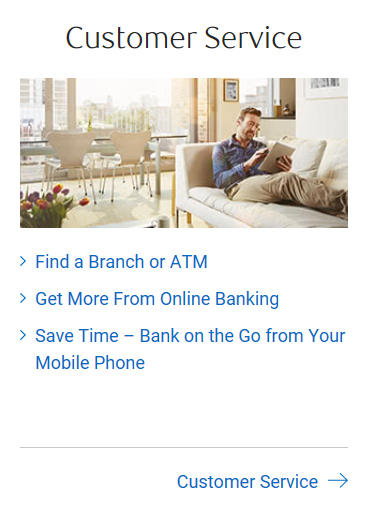 Customer Service
Find a Branch or ATM
Get More From Online Banking
Save Time – Bank on the Go from Your
Mobile Phone
Customer Service